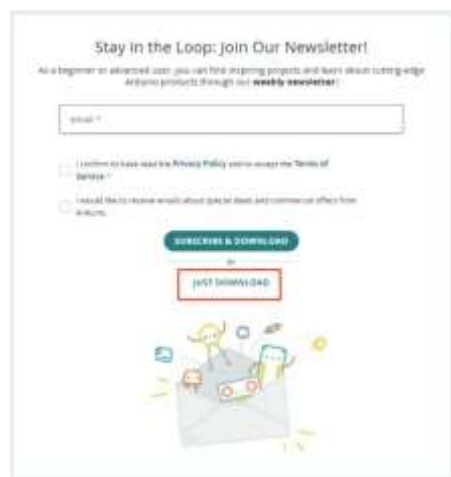 Stay in the Loop: Join Our Newsletter!
As a beginner or advanced user, you can find inspiring projects and learn about cutting-edge
Arduino products through our weekly newsletter!
email *
I confirm to have read the Privacy Policy and to accept the Terms of
Service *
I would like to receive emails about special deals and commercial offers from
Arduino.
SUBSCRIBE & DOWNLOAD
or
JUST DOWNLOAD